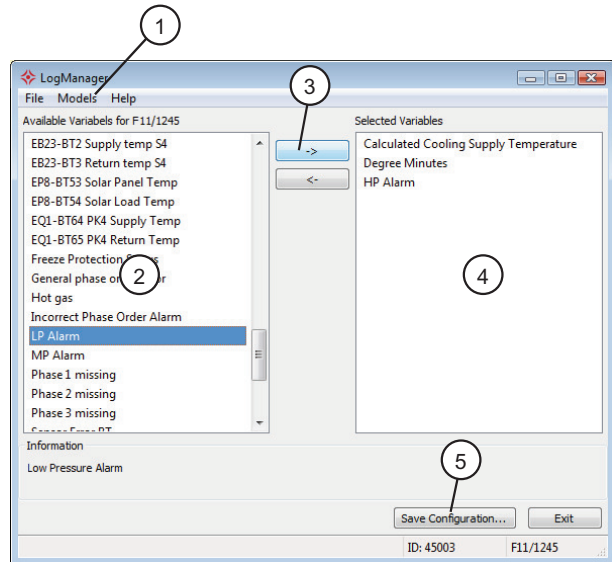 1
LogManager
File Models Help
3
Available Variabels for F11/1245
Selected Variables
EB23-BT2 Supply temp S4
EB23-BT3 Return temp S4
EP8-BT53 Solar Panel Temp
EP8-BT54 Solar Load Temp
EQ1-BT64 PK4 Supply Temp
EQ1-BT65 PK4 Return Temp
Freeze Protection
General phase
2
Hot gas
Incorrect Phase Order Alarm
LP Alarm
MP Alarm
Phase 1 missing
Phase 2 missing
Phase 3 missing
->
<-
Calculated Cooling Supply Temperature
Degree Minutes
HP Alarm
4
Information
Low Pressure Alarm
5
Save Configuration... Exit
ID: 45003 F11/1245